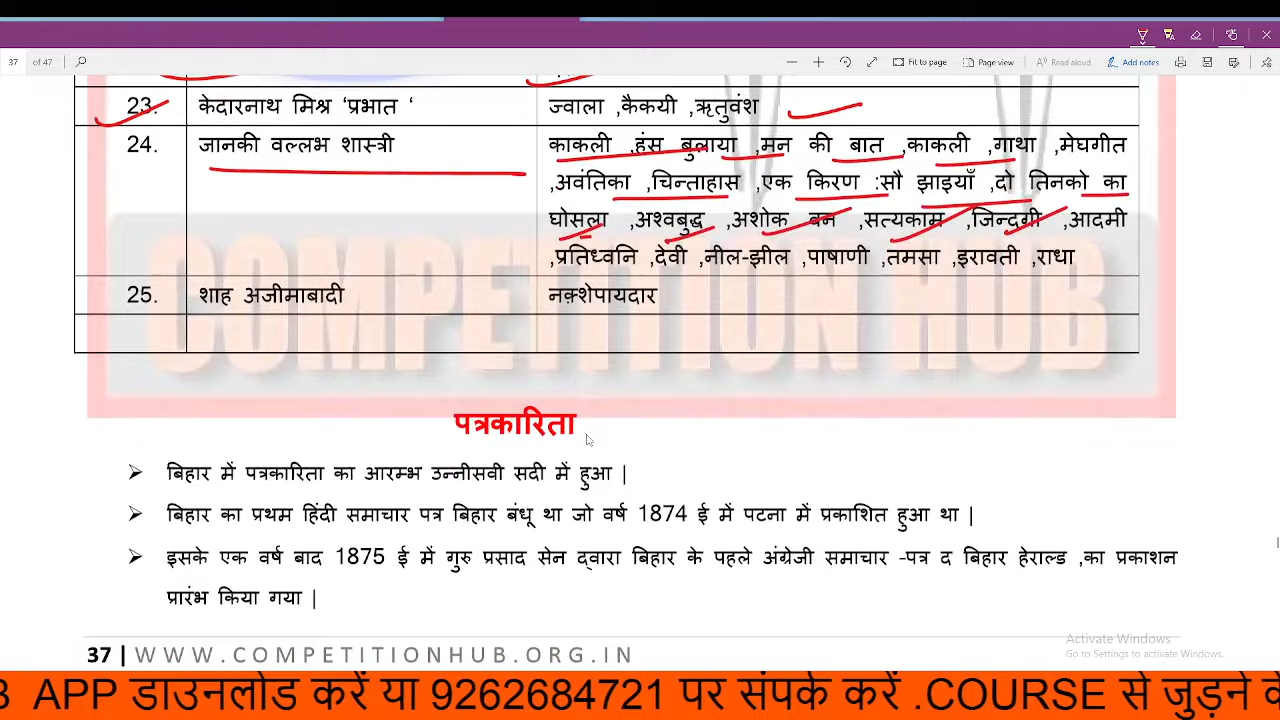 37 of 47
Fit to page
Page view
Read aloud
Add notes
23. केदारनाथ मिश्र 'प्रभात ' ज्वाला ,कैकयी ,ऋतुवंश
24. जानकी वल्लभ शास्त्री काकली ,हंस बुलाया ,मन की बात ,काकली ,गाथा ,मेघगीत
,अवंतिका ,चिन्ताहास ,एक किरण :सौ झाइयाँ ,दो तिनको का
घोसला ,अश्वबुद्ध ,अशोक वन ,सत्यकाम ,जिन्दगी ,आदमी
,प्रतिध्वनि ,देवी ,नील-झील ,पाषाणी ,तमसा ,इरावती ,राधा
25. शाह अजीमाबादी नक़्शेपायदार
COMPETITION HUB
पत्रकारिता
बिहार में पत्रकारिता का आरम्भ उन्नीसवी सदी में हुआ |
बिहार का प्रथम हिंदी समाचार पत्र बिहार बंधू था जो वर्ष 1874 ई में पटना में प्रकाशित हुआ था |
इसके एक वर्ष बाद 1875 ई में गुरु प्रसाद सेन द्वारा बिहार के पहले अंग्रेजी समाचार -पत्र द बिहार हेराल्ड ,का प्रकाशन
प्रारंभ किया गया |
Activate Windows
Go to Settings to activate Windows.
37 | WWW.COMPETITIONHUB.ORG.IN
APP डाउनलोड करें या 9262684721 पर संपर्क करें .COURSE से जुड़ने